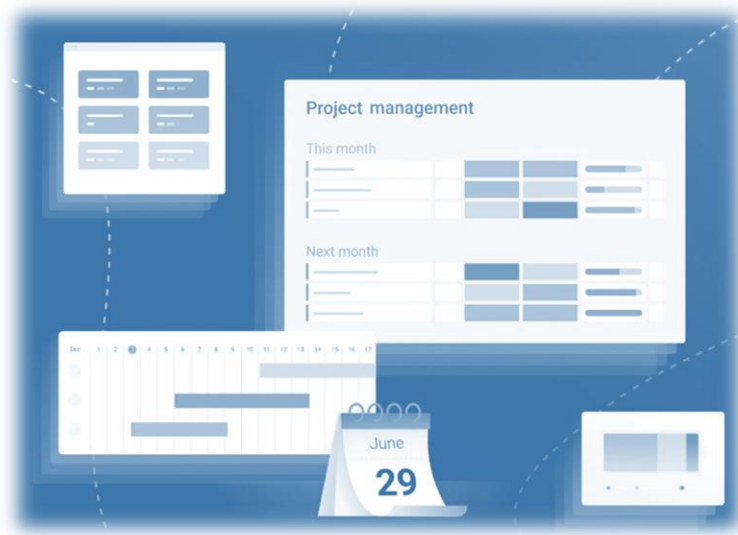 Project management
This month
Next month
Dec 1 2 3 4 5 6 7 8 9 10 11 12 13 14 15 16 17
June
29